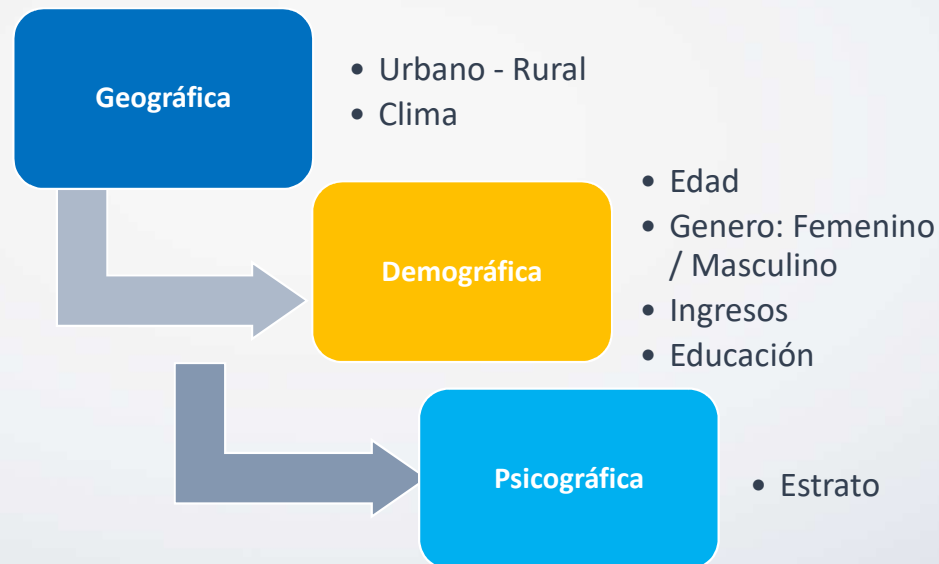 Geográfica
• Urbano - Rural
• Clima
Demográfica
• Edad
• Genero: Femenino
/ Masculino
• Ingresos
• Educación
Psicográfica
• Estrato